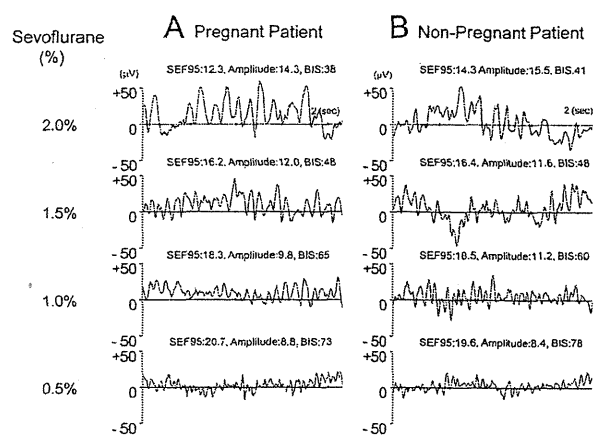 A Pregnant Patient
B Non-Pregnant Patient
Sevoflurane
(%)
SEF95:12.3, Amplitude:14.3, BIS:38
SEF95:14.3 Amplitude:15.5, BIS:41
(μV)
+50
2 (sec)
0
- 50
(μV)
+50
2 (sec)
0
- 50
2.0%
SEF95:16.2, Amplitude:12.0, BIS:48
SEF95:16.4, Amplitude:11.6, BIS:48
+50
0
- 50
+50
0
- 50
1.5%
SEF95:18.3, Amplitude:9.8, BIS:65
SEF95:18.5, Amplitude:11.2, BIS:60
+50
0
- 50
+50
0
- 50
1.0%
SEF95:20.7, Amplitude:8.8, BIS:73
SEF95:19.6, Amplitude:8.4, BIS:78
+50
0
- 50
+50
0
- 50
0.5%